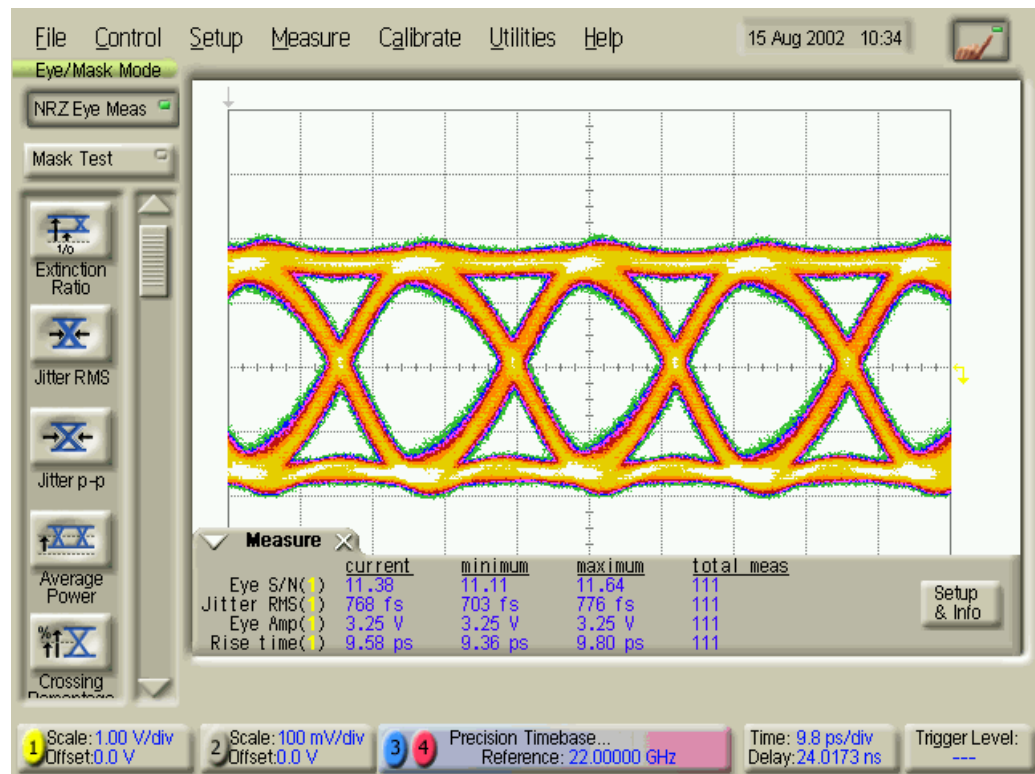 File Control Setup Measure Calibrate Utilities Help 15 Aug 2002 10:34
Eye/Mask Mode
NRZ Eye Meas
Mask Test
1/0
Extinction
Ratio
Jitter RMS
Jitter p-p
Average
Power
%
Crossing
Measure
current minimum maximum total meas
Eye S/N(1) 11.38 11.11 11.64 111
Jitter RMS(1) 768 fs 703 fs 776 fs 111
Eye Amp(1) 3.25 V 3.25 V 3.25 V 111
Rise time(1) 9.58 ps 9.36 ps 9.80 ps 111
Setup
& Info
1 Scale: 1.00 V/div
Offset:0.0 V
2 Scale: 100 mV/div
Offset:0.0 V
3 4 Precision Timebase...
Reference: 22.00000 GHz
Time: 9.8 ps/div
Delay:24.0173 ns
Trigger Level:
---